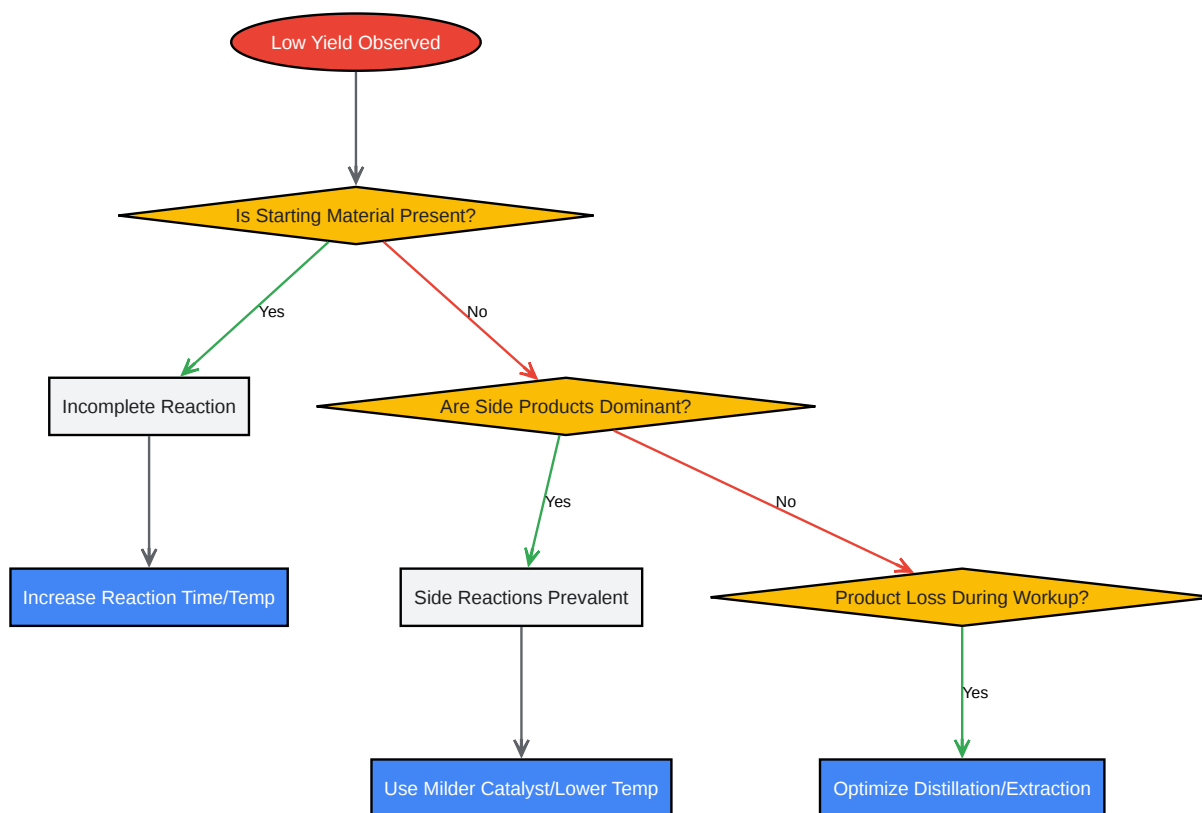 Low Yield Observed
Is Starting Material Present?
Yes
No
Incomplete Reaction
Are Side Products Dominant?
Yes
No
Increase Reaction Time/Temp
Side Reactions Prevalent
Product Loss During Workup?
Yes
Use Milder Catalyst/Lower Temp
Optimize Distillation/Extraction